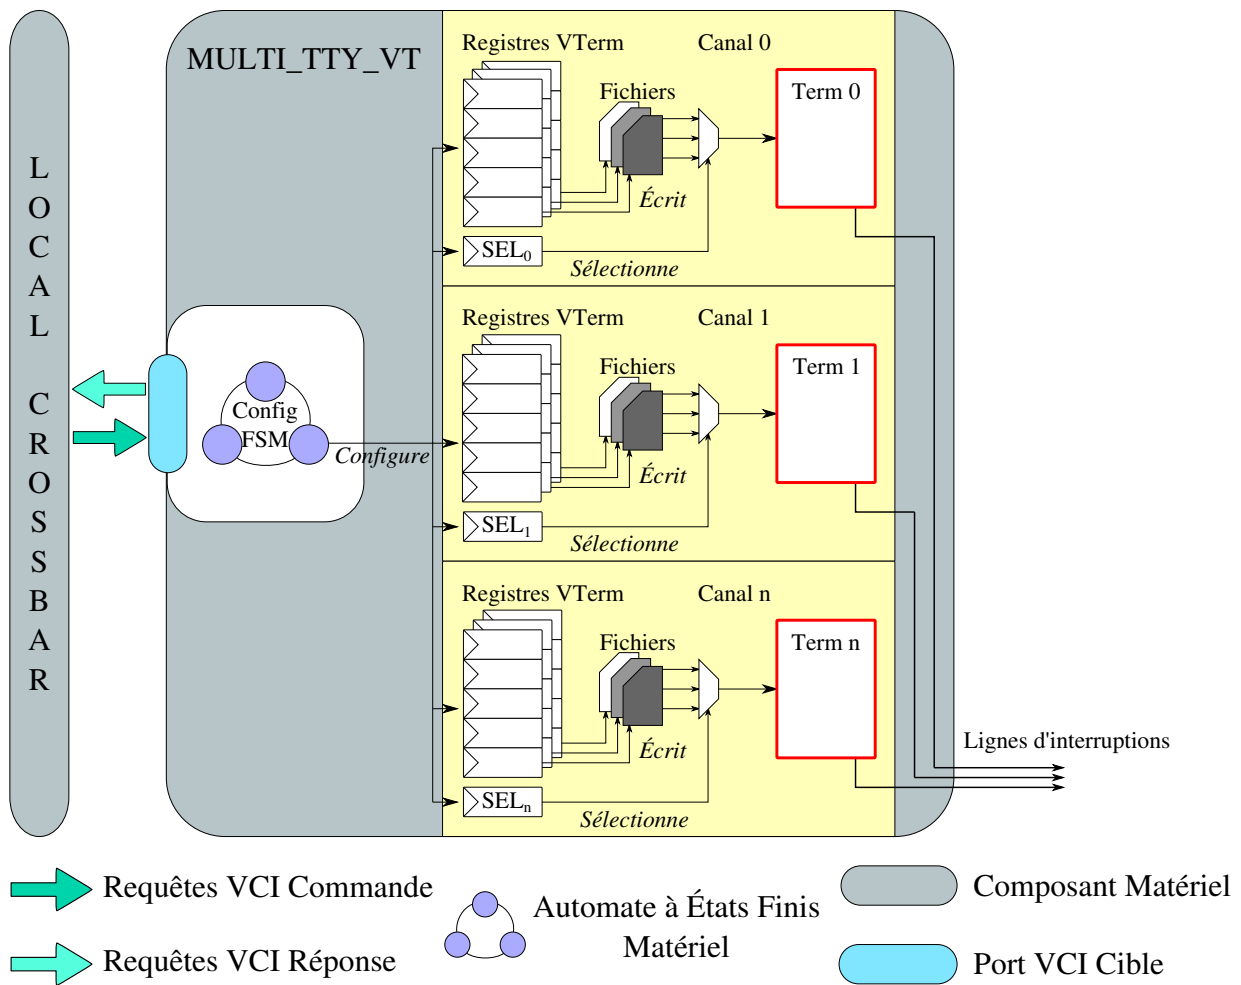 LOCAL CROSSBAR
MULTI_TTY_VT
Registres VTerm
Canal 0
Fichiers
Term 0
Écrit
SEL0
Sélectionne
Registres VTerm
Canal 1
Fichiers
Term 1
Config
FSM
Configure
Écrit
SEL1
Sélectionne
Registres VTerm
Canal n
Fichiers
Term n
Écrit
SELn
Sélectionne
Lignes d'interruptions
Requêtes VCI Commande
Requêtes VCI Réponse
Automate à États Finis
Matériel
Composant Matériel
Port VCI Cible